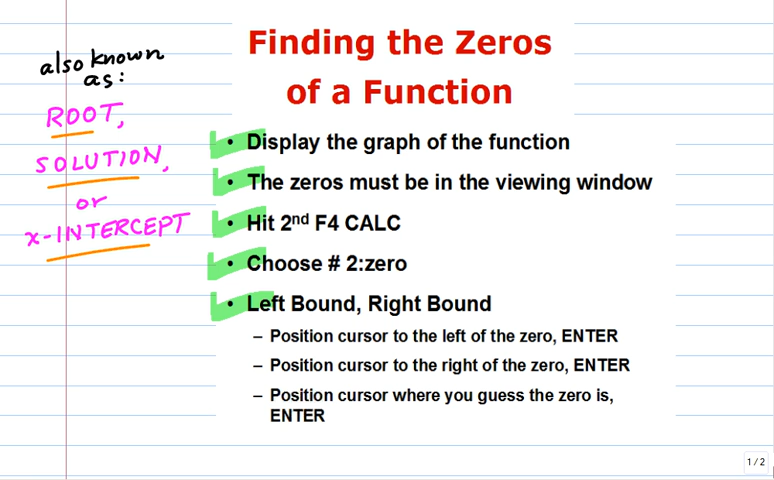 also known
as:
ROOT,
SOLUTION,
or
x-INTERCEPT
Finding the Zeros
of a Function
• Display the graph of the function
• The zeros must be in the viewing window
• Hit 2nd F4 CALC
• Choose # 2:zero
• Left Bound, Right Bound
– Position cursor to the left of the zero, ENTER
– Position cursor to the right of the zero, ENTER
– Position cursor where you guess the zero is,
ENTER
1/2